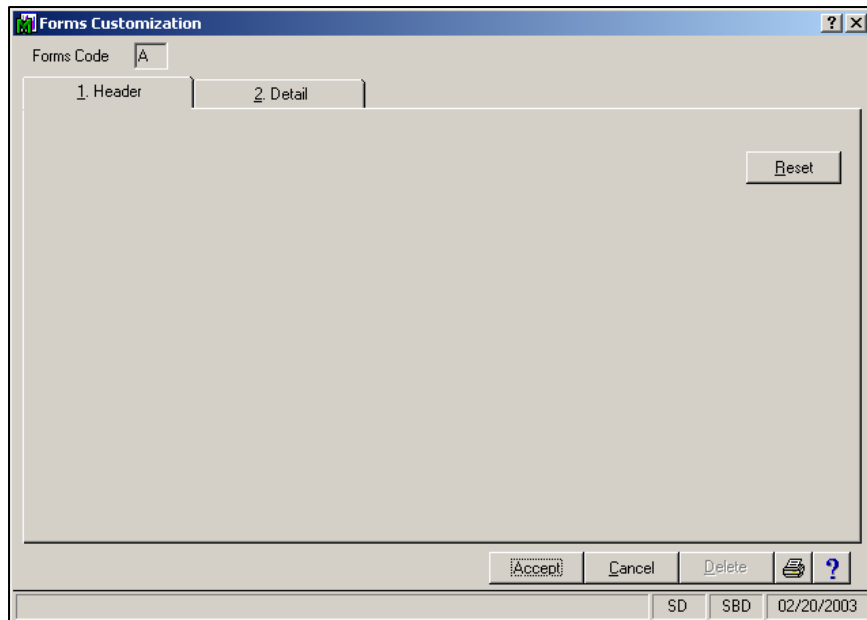 Forms Customization
Forms Code A
1. Header 2. Detail
Reset
Accept Cancel Delete ?
SD SBD 02/20/2003